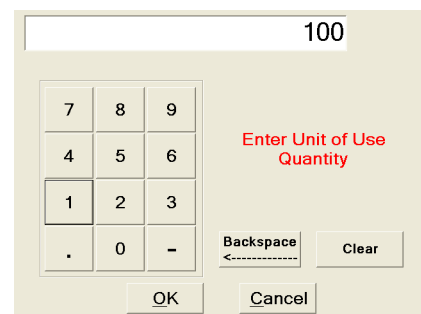 100
7 8 9
4 5 6
1 2 3
. 0 -
Enter Unit of Use
Quantity
Backspace
<-------------
Clear
OK
Cancel